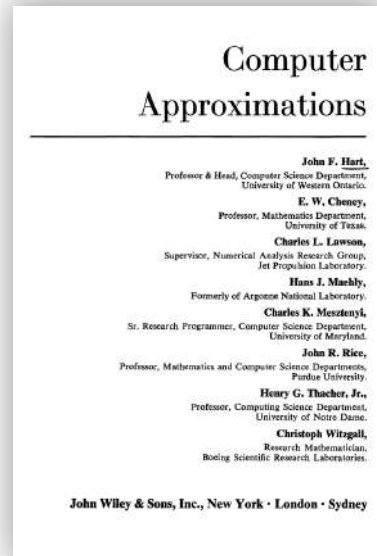 Computer
Approximations
John F. Hart,
Professor & Head, Computer Science Department,
University of Western Ontario.
E. W. Cheney,
Professor, Mathematics Department,
University of Texas.
Charles L. Lawson,
Supervisor, Numerical Analysis Research Group,
Jet Propulsion Laboratory.
Hans J. Maehly,
Formerly of Argonne National Laboratory.
Charles K. Mesztenyi,
Sr. Research Programmer, Computer Science Department,
University of Maryland.
John R. Rice,
Professor, Mathematics and Computer Science Departments,
Purdue University.
Henry G. Thacher, Jr.,
Professor, Computing Science Department,
University of Notre Dame.
Christoph Witzgall,
Research Mathematician,
Boeing Scientific Research Laboratories.
John Wiley & Sons, Inc., New York · London · Sydney